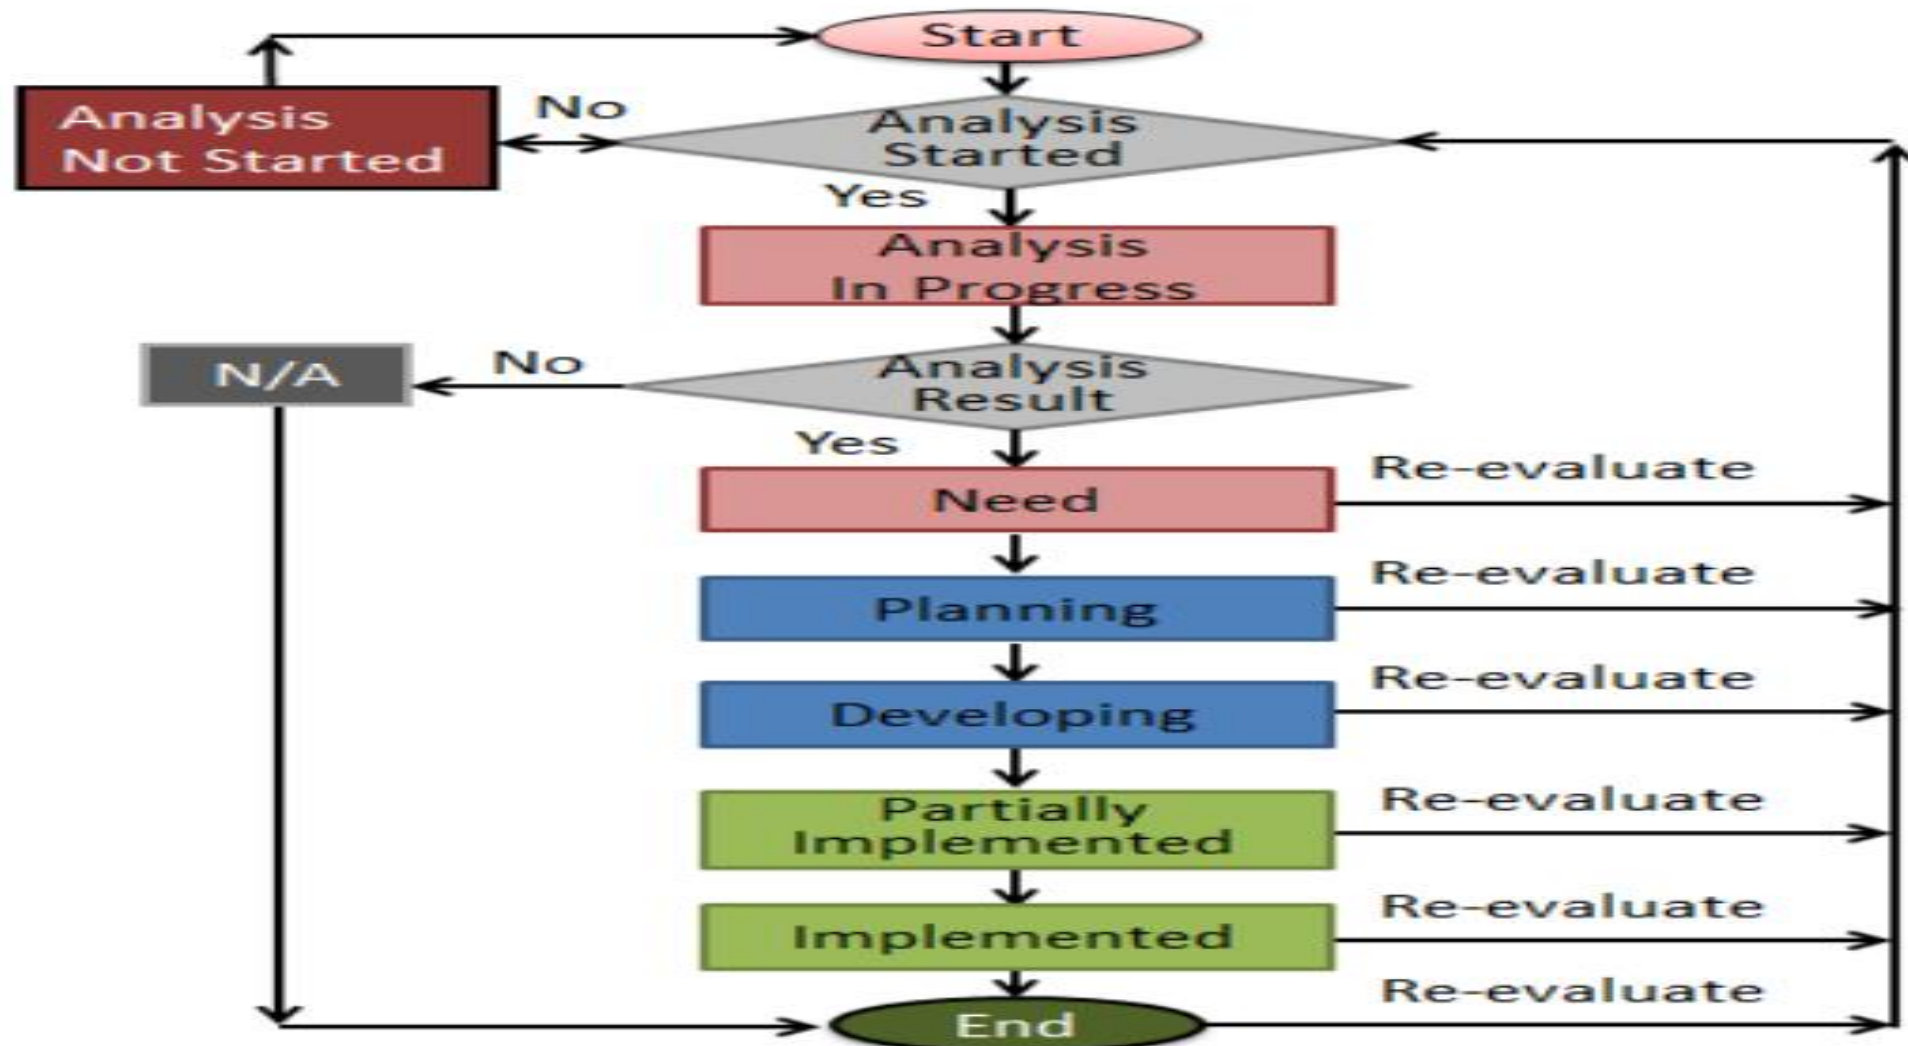 Start
No
Analysis
Not Started
Analysis
Started
Yes
Analysis
In Progress
N/A
No
Analysis
Result
Yes
Need
Re-evaluate
Planning
Re-evaluate
Developing
Re-evaluate
Partially
Implemented
Re-evaluate
Implemented
Re-evaluate
End
Re-evaluate